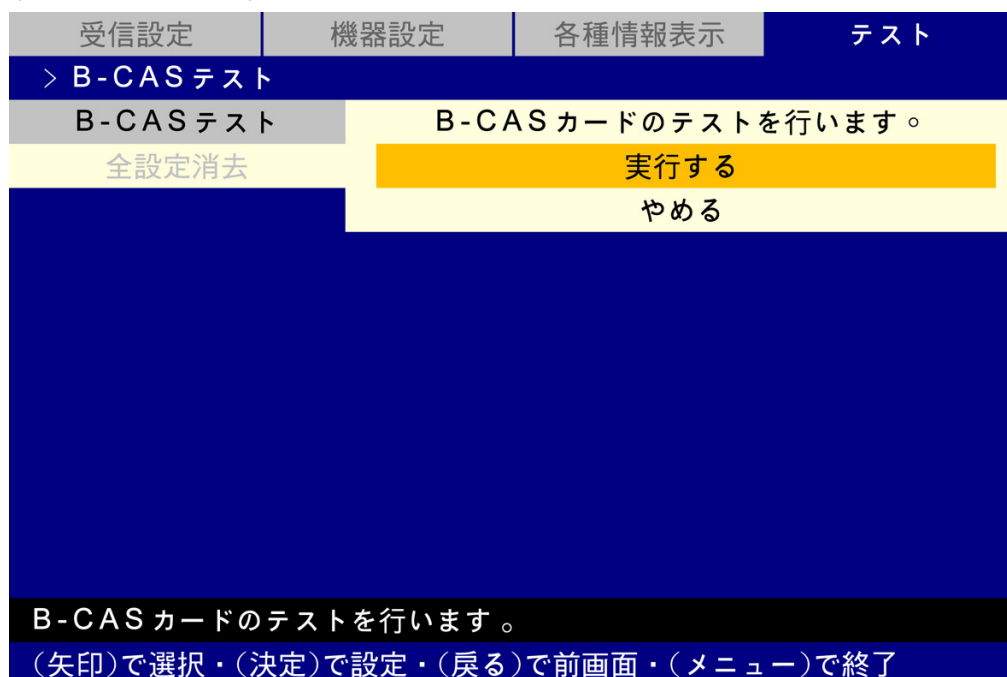 受信設定 機器設定 各種情報表示 テスト
> B-CASテスト
B-CASテスト B-CASカードのテストを行います。
全設定消去 実行する
やめる
B-CASカードのテストを行います。
(矢印)で選択・(決定)で設定・(戻る)で前画面・(メニュー)で終了